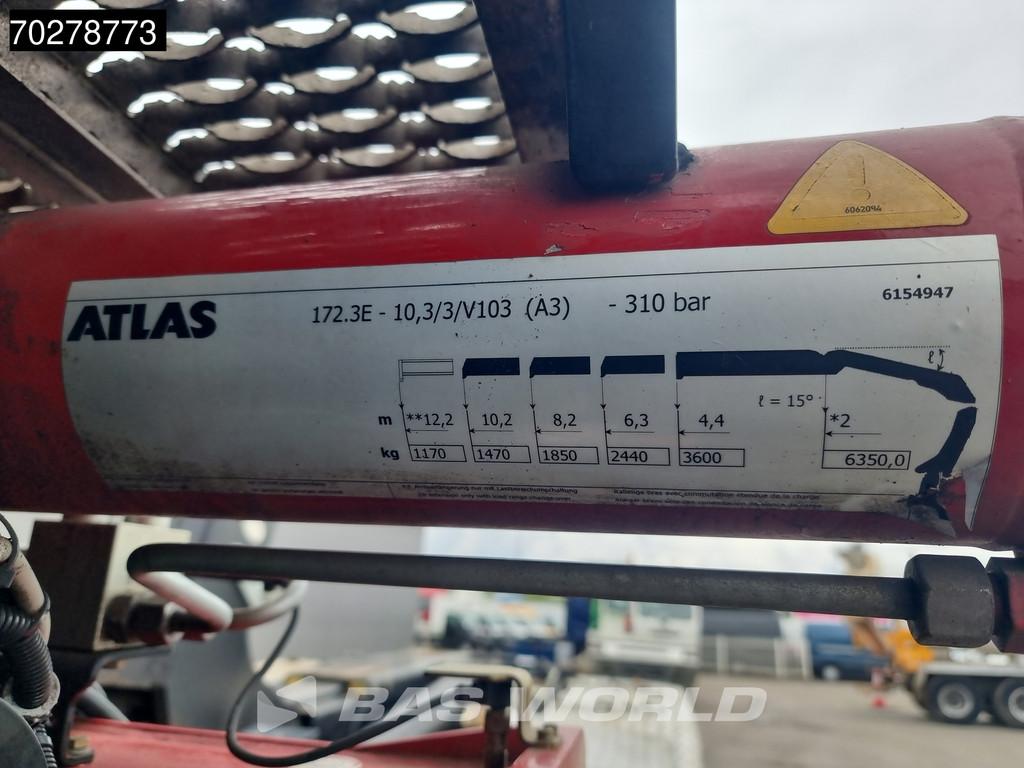 70278773
6062094
ATLAS
172.3E - 10,3/3/V103 (A3) - 310 bar
6154947
ℓ
ℓ = 15°
m **12,2 10,2 8,2 6,3 4,4 *2
kg 1170 1470 1850 2440 3600 6350,0
BAS WORLD